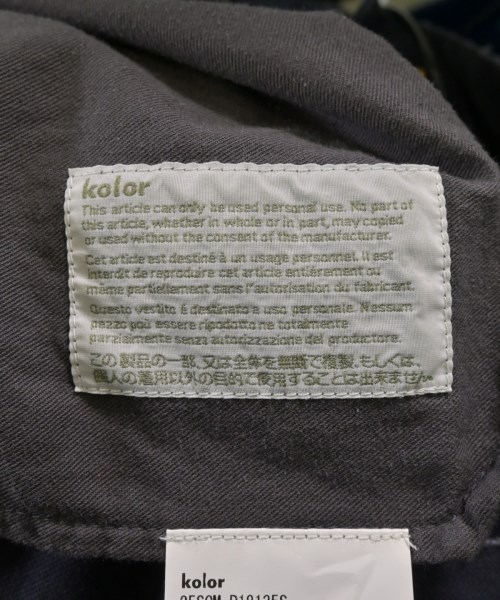 kolor
This article can only be used personal use. No part of
this article, whether in whole or in part, may copied
or used without the consent of the manufacturer.
Cet article est destiné à un usage personnel. Il est
interdit de reproduire cet article entiérement ou
même partiellement sans l'autorisation du fabricant.
Questo vestito é destinato a uso personale. Nessun
pezzo poú essere ripodotto ne totalmente
parzialmente senza autorizzazione del productore.
この製品の一部、又は全体を無断で複製、もしくは、
個人の着用以外の目的で使用することは出来ません。
kolor